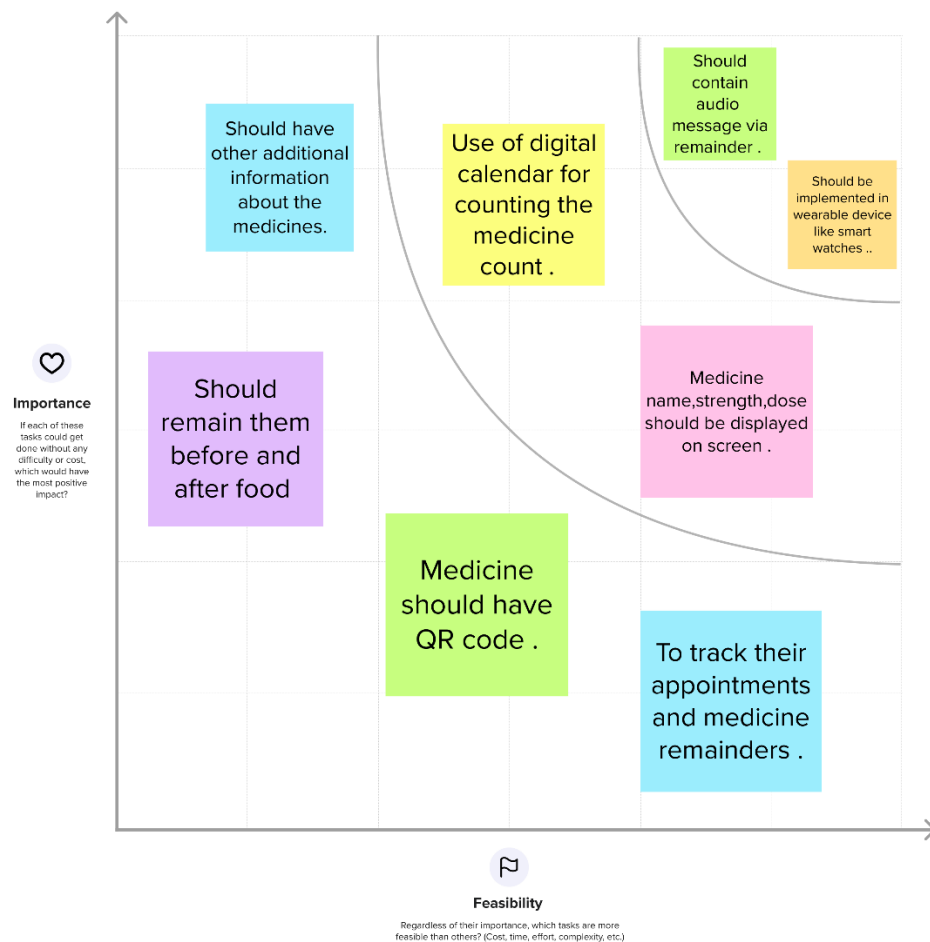 Should
contain
audio
message via
remainder .
Should have
other additional
information
about the
medicines.
Use of digital
calendar for
counting the
medicine
count .
Should be
implemented in
wearable device
like smart
watches ..
Should
remain them
before and
after food
Medicine
name,strength,dose
should be displayed
on screen .
Importance
If each of these
tasks could get
done without any
difficulty or cost,
which would have
the most positive
impact?
Medicine
should have
QR code .
To track their
appointments
and medicine
remainders .
Feasibility
Regardless of their importance, which tasks are more
feasible than others? (Cost, time, effort, complexity, etc.)